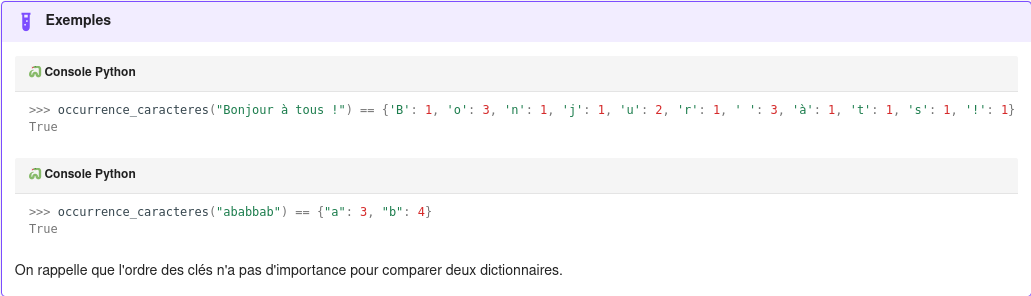 Exemples
Console Python
>>> occurrence_caracteres("Bonjour à tous !") == {'B': 1, 'o': 3, 'n': 1, 'j': 1, 'u': 2, 'r': 1, ' ': 3, 'à': 1, 't': 1, 's': 1, '!': 1}
True
Console Python
>>> occurrence_caracteres("ababbab") == {"a": 3, "b": 4}
True
On rappelle que l'ordre des clés n'a pas d'importance pour comparer deux dictionnaires.